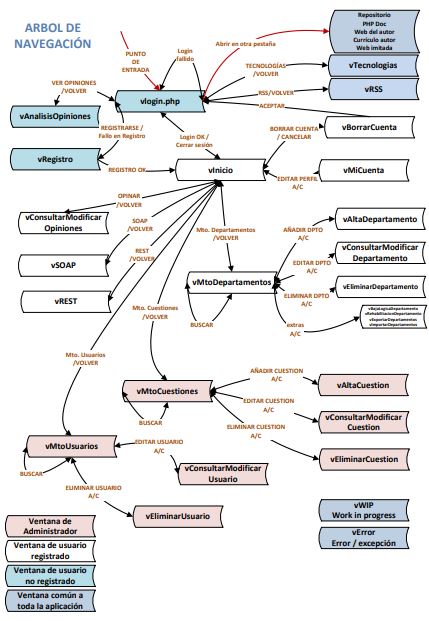 ARBOL DE
NAVEGACIÓN
PUNTO
DE
ENTRADA
Login
fallido
Abrir en otra pestaña
Repositorio
PHP Doc
Web del autor
Currículo autor
Web imitada
TECNOLOGÍAS
/VOLVER
vTecnologias
VER OPINIONES
/VOLVER
vlogin.php
RSS/VOLVER
vRSS
ACEPTAR
vAnalisisOpiniones
REGISTRARSE /
Fallo en Registro
Login OK /
Cerrar sesión
BORRAR CUENTA
/ CANCELAR
vBorrarCuenta
vRegistro
REGISTRO OK
vInicio
EDITAR PERFIL
A/C
vMiCuenta
OPINAR
/VOLVER
vConsultarModificar
Opiniones
SOAP
/VOLVER
Mto. Departamentos
/VOLVER
AÑADIR DPTO
A/C
vAltaDepartamento
REST
/VOLVER
vConsultarModificar
Departamento
vSOAP
EDITAR DPTO
A/C
vMtoDepartamentos
ELIMINAR DPTO
A/C
vEliminarDepartamento
vREST
Mto. Cuestiones
/VOLVER
BUSCAR
extras
A/C
vBajaLogicaDepartamento
vRehabilitacionDepartamento
vExportarDepartamentos
vImportarDepartamentos
Mto. Usuarios
/VOLVER
AÑADIR CUESTION
A/C
vAltaCuestion
vMtoCuestiones
EDITAR CUESTION
A/C
vConsultarModificar
Cuestion
BUSCAR
ELIMINAR CUESTION
A/C
vMtoUsuarios
EDITAR USUARIO
A/C
vEliminarCuestion
BUSCAR
vConsultarModificar
Usuario
ELIMINAR USUARIO
A/C
vEliminarUsuario
vWIP
Work in progress
vError
Error / excepción
Ventana de
Administrador
Ventana de usuario
registrado
Ventana de usuario
no registrado
Ventana común a
toda la aplicación